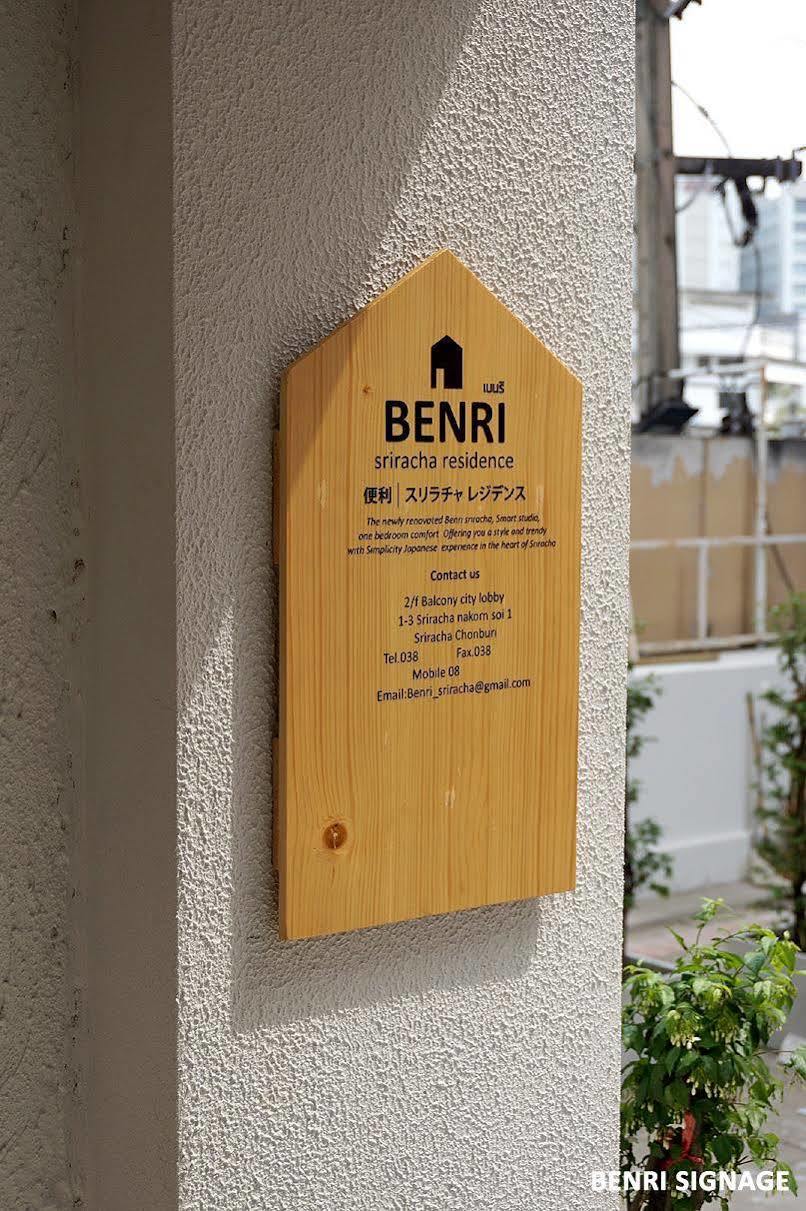 เบนริ
BENRI
sriracha residence
便利 | スリラチャ レジデンス
The newly renovated Benri sriracha, Smart studio,
one bedroom comfort Offering you a style and trendy
with Simplicity Japanese experience in the heart of Sriracha
Contact us
2/f Balcony city lobby
1-3 Sriracha nakorn soi 1
Sriracha Chonburi
Tel.038 Fax.038
Mobile 08
Email:Benri_sriracha@gmail.com
BENRI SIGNAGE